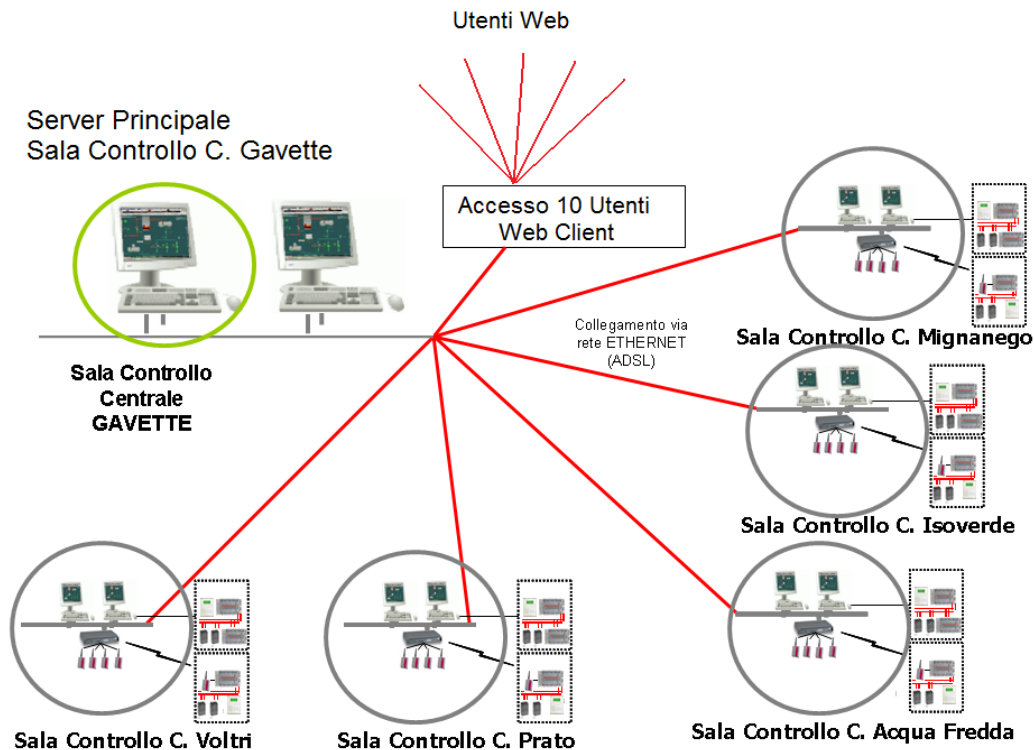 Utenti Web
Server Principale
Sala Controllo C. Gavette
Accesso 10 Utenti
Web Client
Collegamento via
rete ETHERNET
(ADSL)
Sala Controllo C. Mignanego
Sala Controllo
Centrale
GAVETTE
Sala Controllo C. Isoverde
Sala Controllo C. Voltri
Sala Controllo C. Prato
Sala Controllo C. Acqua Fredda